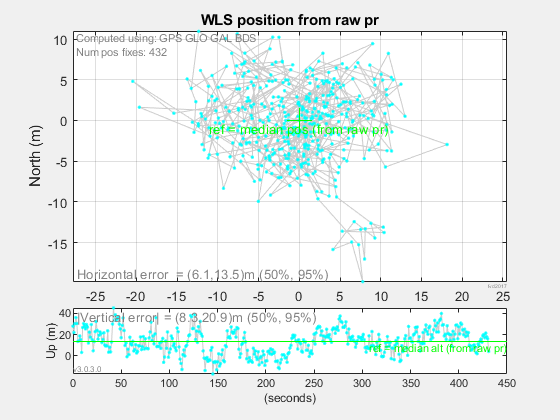 WLS position from raw pr
Computed using: GPS GLO GAL BDS
Num pos fixes: 432
10
5
0
-5
-10
-15
North (m)
ref = median pos (from raw pr)
Horizontal error = (6.1,13.5)m (50%, 95%)
-25 -20 -15 -10 -5 0 5 10 15 20 25
Vertical error = (8.3,20.9)m (50%, 95%)
40
20
0
Up (m)
ref = median alt (from raw pr)
v3.0.3.0
0 50 100 150 200 250 300 350 400 450
(seconds)